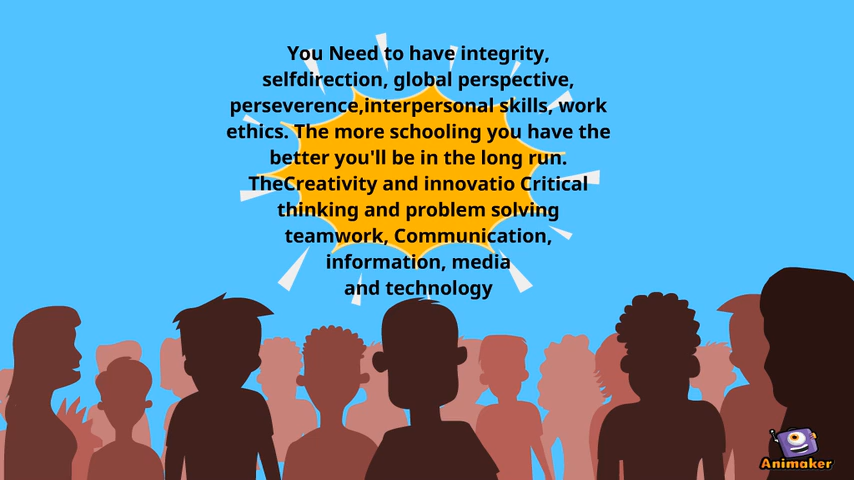 You Need to have integrity,
selfdirection, global perspective,
perseverence,interpersonal skills, work
ethics. The more schooling you have the
better you'll be in the long run.
TheCreativity and innovatio Critical
thinking and problem solving
teamwork, Communication,
information, media
and technology
Animaker